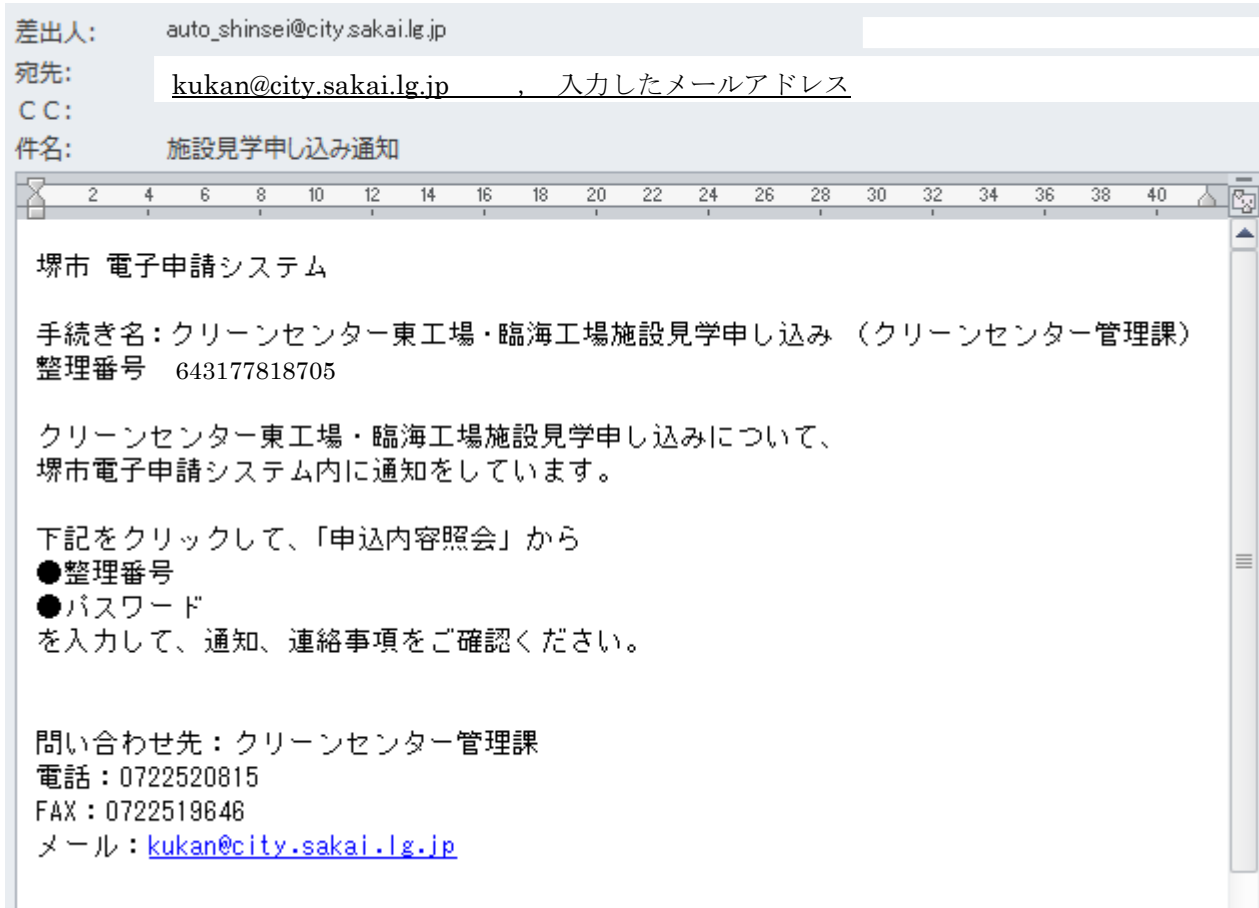 差出人: auto_shinsei@city.sakai.lg.jp
宛先: kukan@city.sakai.lg.jp , 入力したメールアドレス
CC:
件名: 施設見学申し込み通知
2 4 6 8 10 12 14 16 18 20 22 24 26 28 30 32 34 36 38 40
堺市 電子申請システム
手続き名:クリーンセンター東工場・臨海工場施設見学申し込み (クリーンセンター管理課)
整理番号 643177818705
クリーンセンター東工場・臨海工場施設見学申し込みについて、
堺市電子申請システム内に通知をしています。
下記をクリックして、「申込内容照会」から
●整理番号
●パスワード
を入力して、通知、連絡事項をご確認ください。
問い合わせ先:クリーンセンター管理課
電話:0722520815
FAX:0722519646
メール:kukan@city.sakai.lg.jp